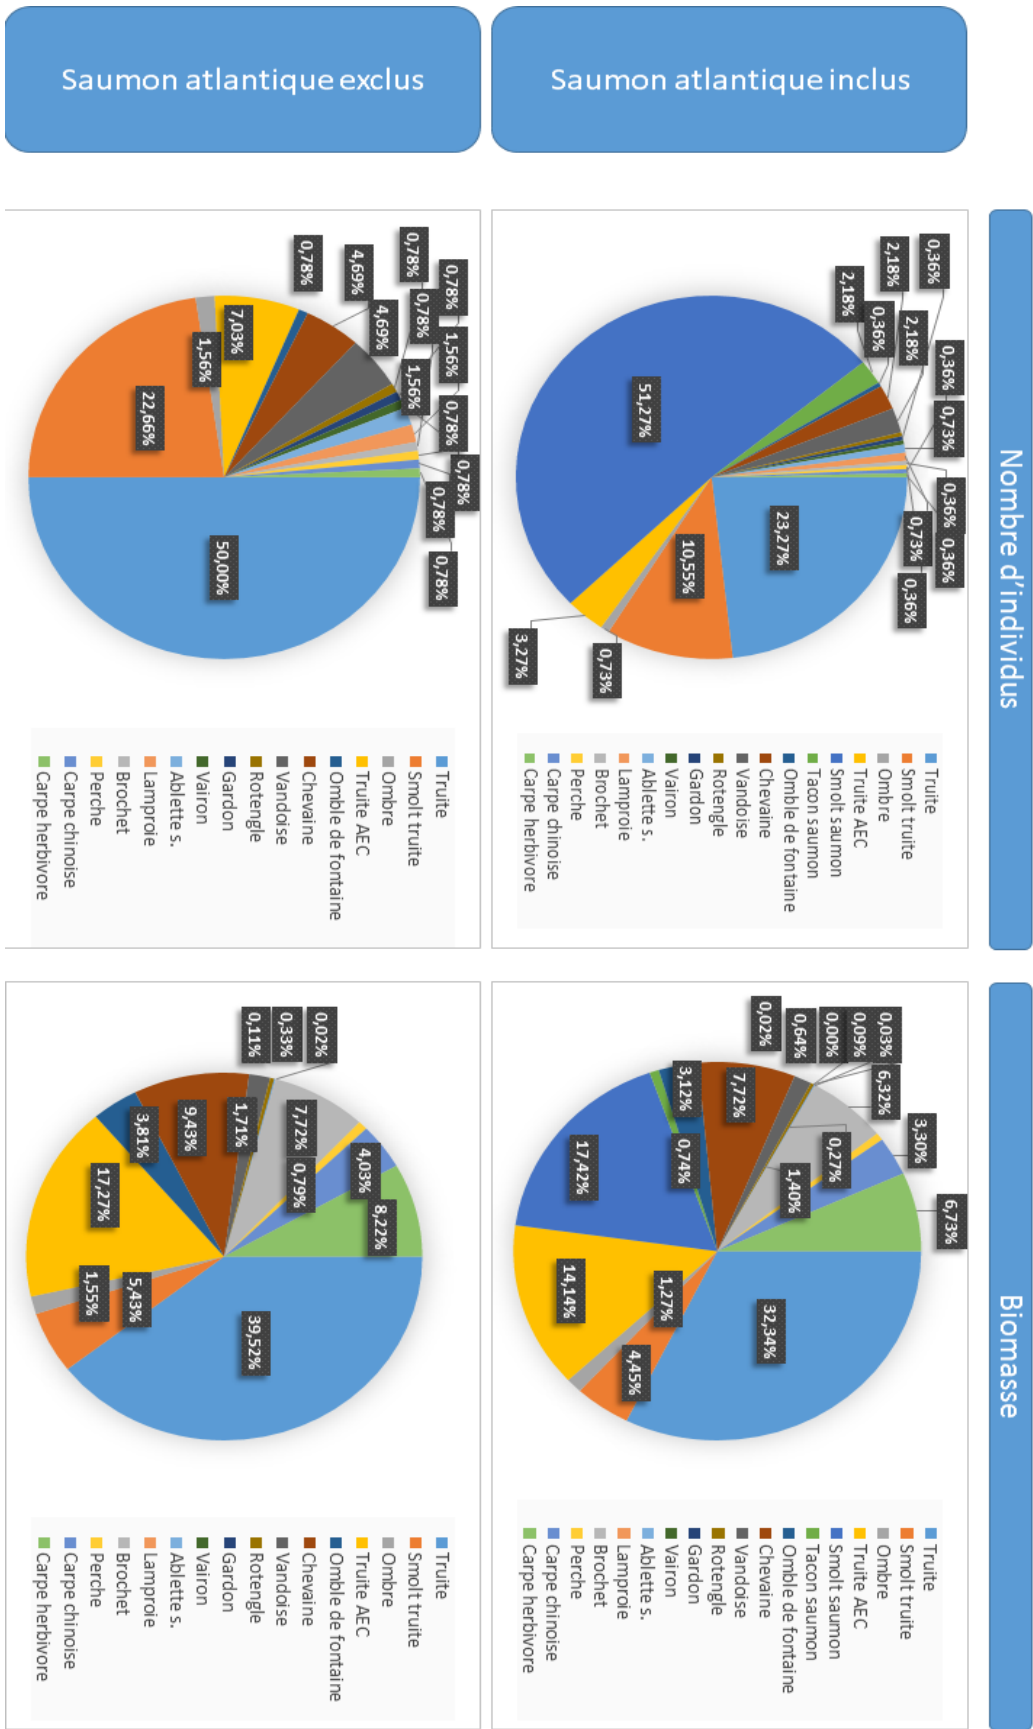 Nombre d'individus
Biomasse
Saumon atlantique inclus
23,27%
10,55%
0,73%
3,27%
51,27%
2,18%
0,36%
2,18%
2,18%
0,36%
0,36%
0,73%
0,36%
0,73%
0,36%
0,36%
Truite
Smolt truite
Ombre
Truite AEC
Smolt saumon
Tacon saumon
Omble de fontaine
Chevaine
Vandoise
Rotengle
Gardon
Vairon
Ablette s.
Lamproie
Brochet
Perche
Carpe chinoise
Carpe herbivore
32,34%
4,45%
1,27%
14,14%
17,42%
0,74%
3,12%
7,72%
1,40%
0,27%
0,02%
0,64%
0,00%
0,09%
0,03%
6,32%
3,30%
6,73%
Truite
Smolt truite
Ombre
Truite AEC
Smolt saumon
Tacon saumon
Omble de fontaine
Chevaine
Vandoise
Rotengle
Gardon
Vairon
Ablette s.
Lamproie
Brochet
Perche
Carpe chinoise
Carpe herbivore
Saumon atlantique exclus
50,00%
22,66%
1,56%
7,03%
0,78%
4,69%
4,69%
0,78%
0,78%
0,78%
1,56%
1,56%
0,78%
0,78%
0,78%
0,78%
Truite
Smolt truite
Ombre
Truite AEC
Omble de fontaine
Chevaine
Vandoise
Rotengle
Gardon
Vairon
Ablette s.
Lamproie
Brochet
Perche
Carpe chinoise
Carpe herbivore
39,52%
5,43%
1,55%
17,27%
3,81%
9,43%
1,71%
0,11%
0,33%
0,02%
7,72%
0,79%
4,03%
8,22%
Truite
Smolt truite
Ombre
Truite AEC
Omble de fontaine
Chevaine
Vandoise
Rotengle
Gardon
Vairon
Ablette s.
Lamproie
Brochet
Perche
Carpe chinoise
Carpe herbivore